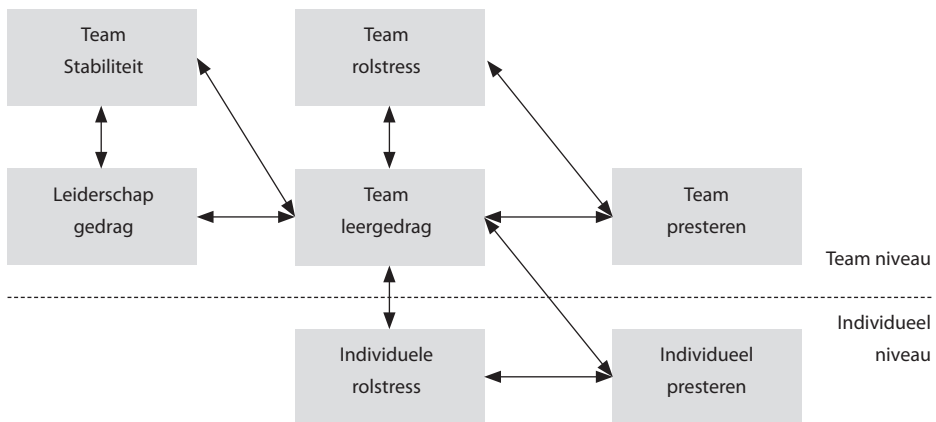 Team
Stabiliteit
Team
rolstress
Leiderschap
gedrag
Team
leergedrag
Team
presteren
Team niveau
Individueel
niveau
Individuele
rolstress
Individueel
presteren